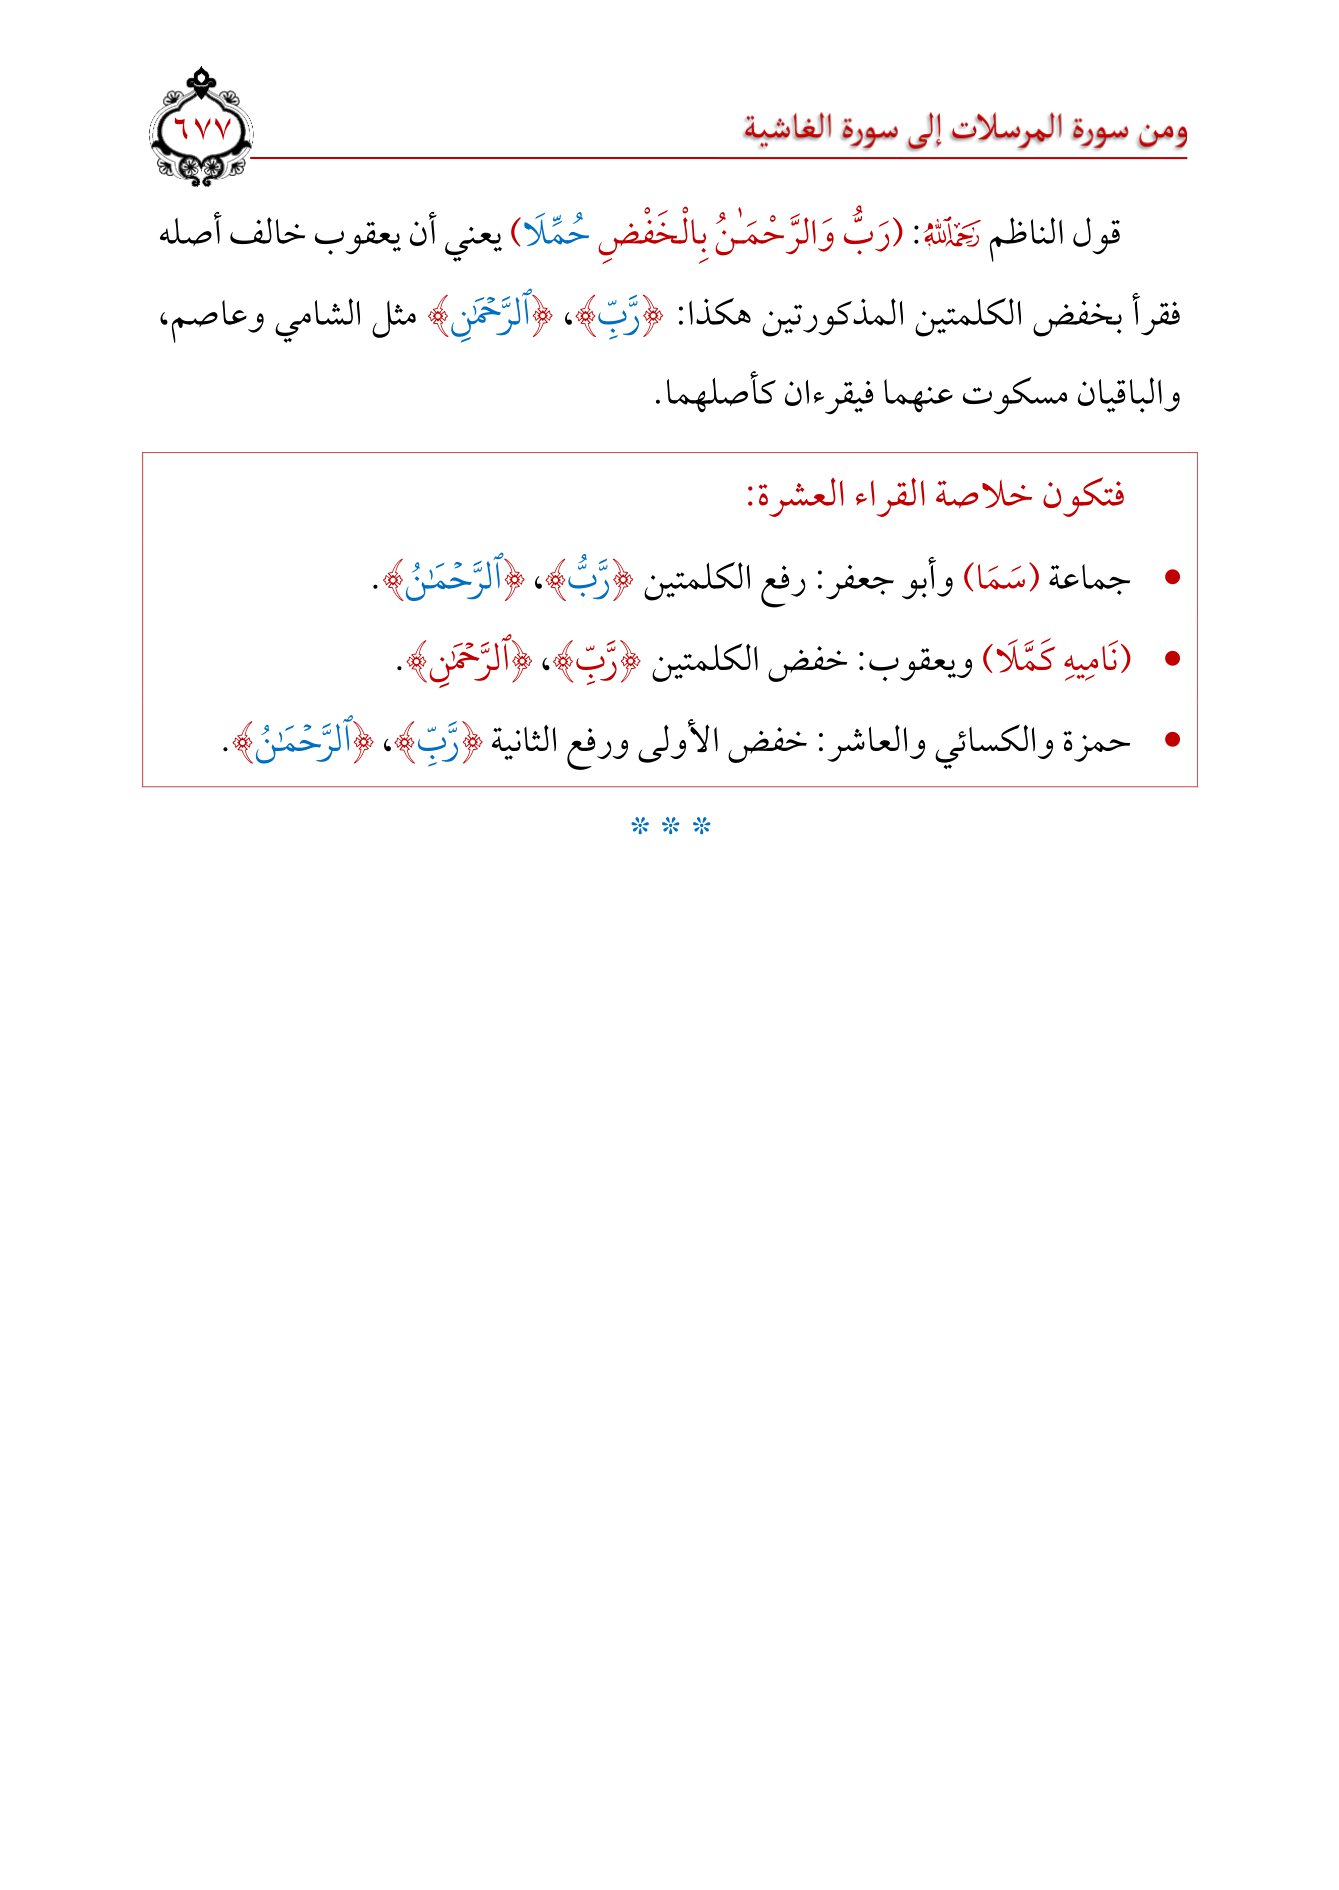 ومن سورة المرسلات إلى سورة الغاشية
٦٧٧
قول الناظم رَحِمَهُ ٱللَّهُ: (رَبُّ وَالرَّحْمَـٰنُ بِالْخَفْضِ حُمِّلَا) يعني أن يعقوب خالف أصله
فقرأ بخفض الكلمتين المذكورتين هكذا: ﴿رَّبِّ﴾، ﴿ٱلرَّحۡمَٰنِ﴾ مثل الشامي وعاصم،
والباقيان مسكوت عنهما فيقرءان كأصلهما.
فتكون خلاصة القراء العشرة:
• جماعة (سَمَا) وأبو جعفر: رفع الكلمتين ﴿رَّبُّ﴾، ﴿ٱلرَّحۡمَٰنُ﴾.
• (نَامِيهِ كَمَّلَا) ويعقوب: خفض الكلمتين ﴿رَّبِّ﴾، ﴿ٱلرَّحۡمَٰنِ﴾.
• حمزة والكسائي والعاشر: خفض الأولى ورفع الثانية ﴿رَّبِّ﴾، ﴿ٱلرَّحۡمَٰنُ﴾.
* * *